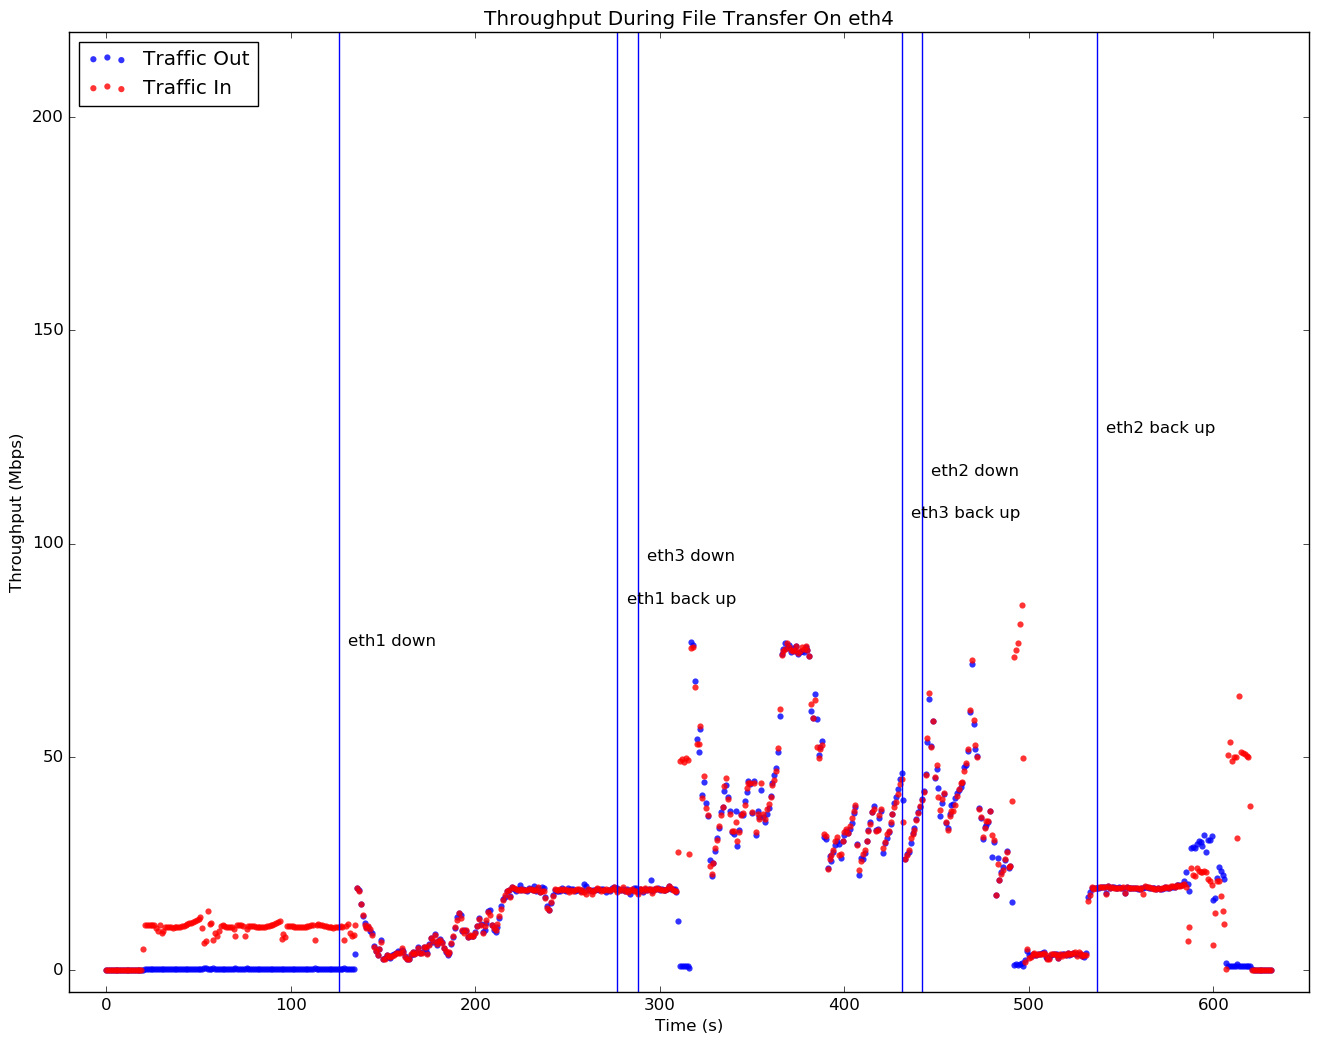 Throughput During File Transfer On eth4
Traffic Out
Traffic In
200
150
100
50
0
Throughput (Mbps)
eth2 back up
eth2 down
eth3 back up
eth3 down
eth1 back up
eth1 down
0
100
200
300
400
500
600
Time (s)